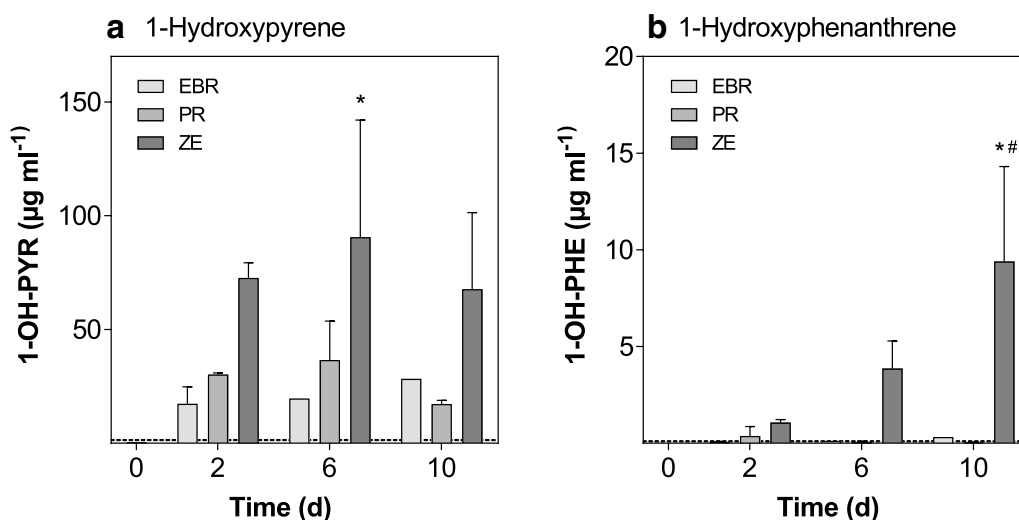 a 1-Hydroxypyrene
1-OH-PYR (µg ml⁻¹)
150
100
50
EBR
PR
ZE
*
0 2 6 10
Time (d)
b 1-Hydroxyphenanthrene
1-OH-PHE (µg ml⁻¹)
20
15
10
5
EBR
PR
ZE
*#
0 2 6 10
Time (d)